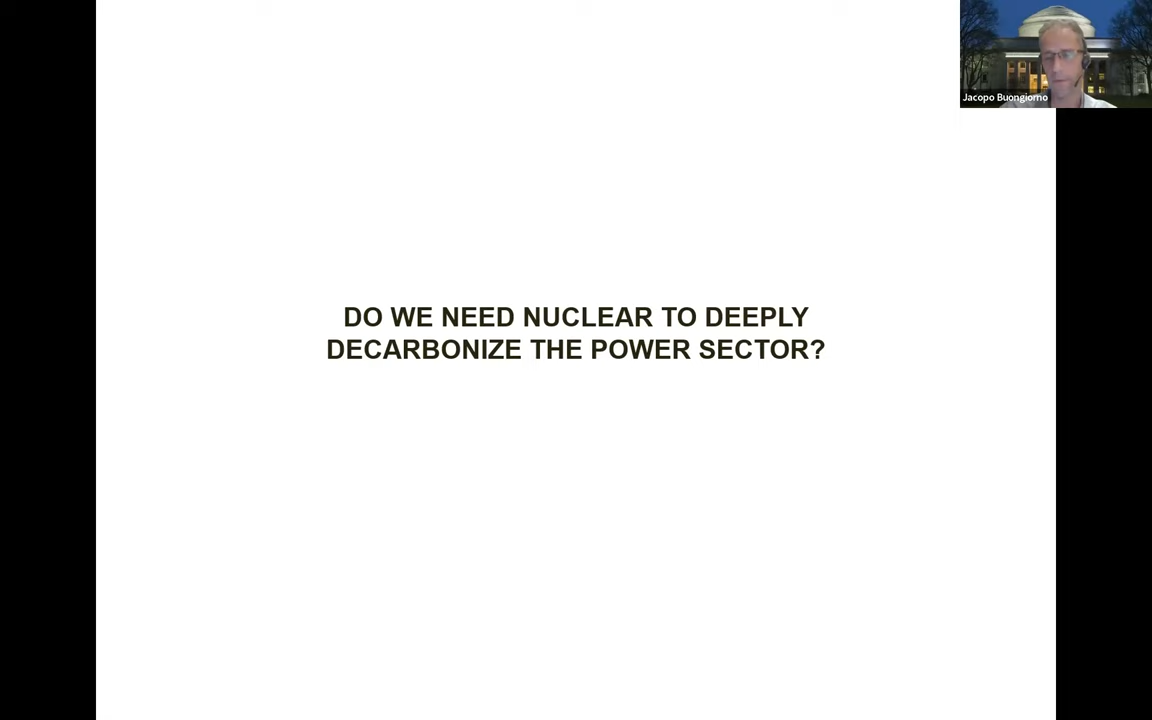 Jacopo Buongiorno
DO WE NEED NUCLEAR TO DEEPLY
DECARBONIZE THE POWER SECTOR?